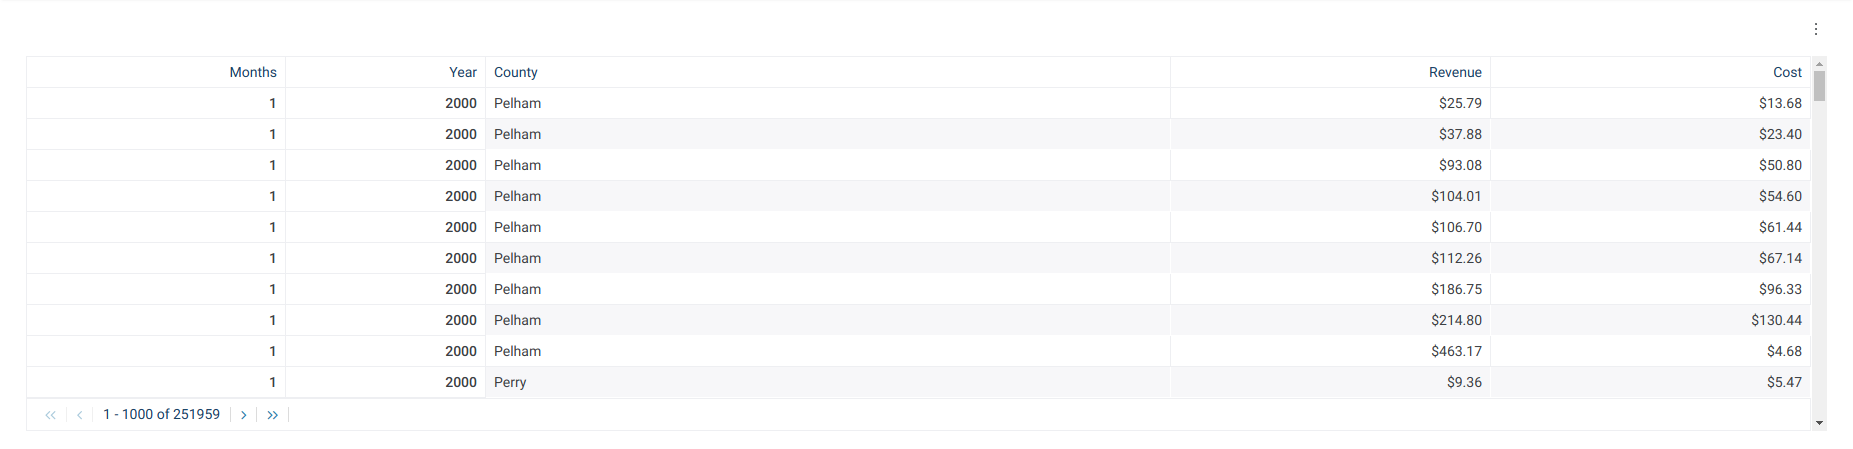 Months Year County Revenue Cost
1 2000 Pelham $25.79 $13.68
1 2000 Pelham $37.88 $23.40
1 2000 Pelham $93.08 $50.80
1 2000 Pelham $104.01 $54.60
1 2000 Pelham $106.70 $61.44
1 2000 Pelham $112.26 $67.14
1 2000 Pelham $186.75 $96.33
1 2000 Pelham $214.80 $130.44
1 2000 Pelham $463.17 $4.68
1 2000 Perry $9.36 $5.47
1 - 1000 of 251959